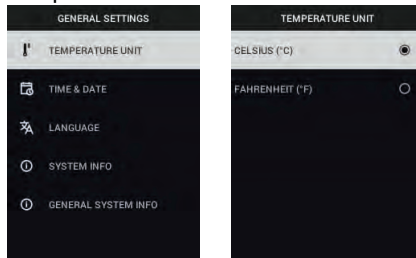 GENERAL SETTINGS
TEMPERATURE UNIT
TIME & DATE
LANGUAGE
SYSTEM INFO
GENERAL SYSTEM INFO
TEMPERATURE UNIT
CELSIUS (°C)
FAHRENHEIT (°F)